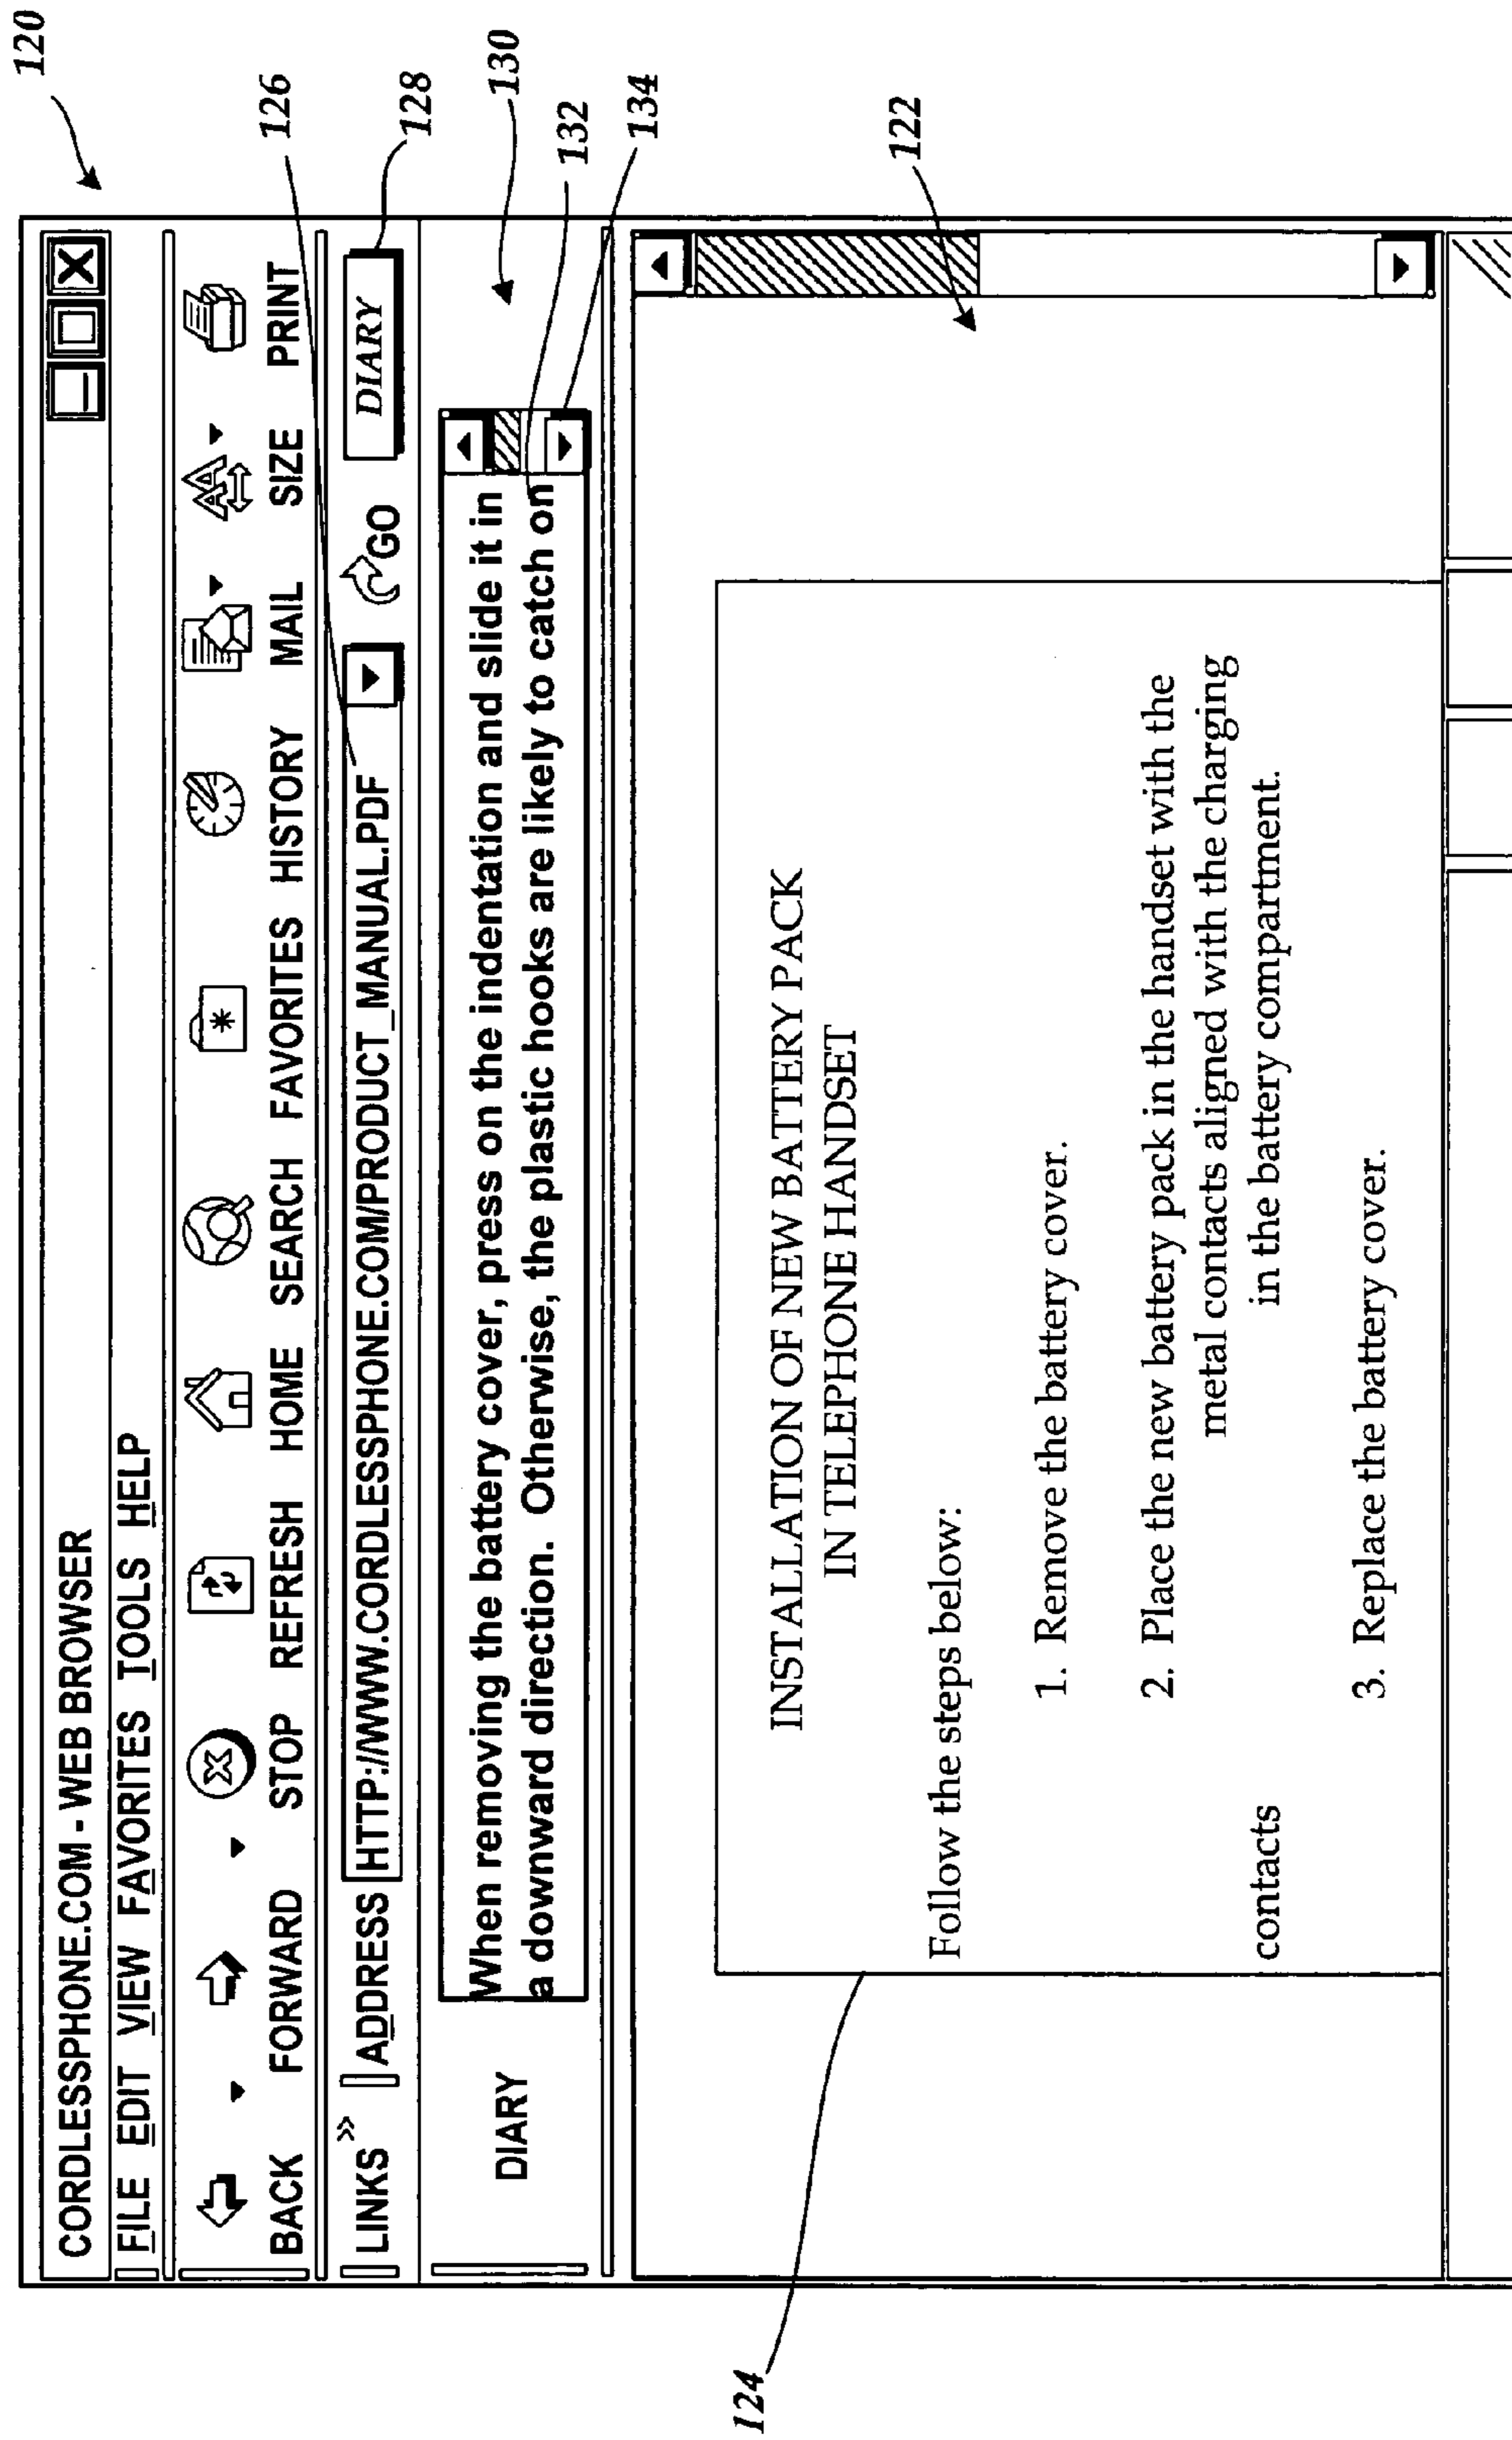 120
CORDLESSPHONE.COM - WEB BROWSER
FILE EDIT VIEW FAVORITES TOOLS HELP
BACK FORWARD STOP REFRESH HOME SEARCH FAVORITES HISTORY MAIL SIZE PRINT
126
LINKS » ADDRESS HTTP://WWW.CORDLESSPHONE.COM/PRODUCT_MANUAL.PDF GO DIARY
128
130
DIARY
When removing the battery cover, press on the indentation and slide it in
a downward direction. Otherwise, the plastic hooks are likely to catch on
132
134
122
124
INSTALLATION OF NEW BATTERY PACK
IN TELEPHONE HANDSET
Follow the steps below:
1. Remove the battery cover.
2. Place the new battery pack in the handset with the
metal contacts aligned with the charging
contacts in the battery compartment.
3. Replace the battery cover.